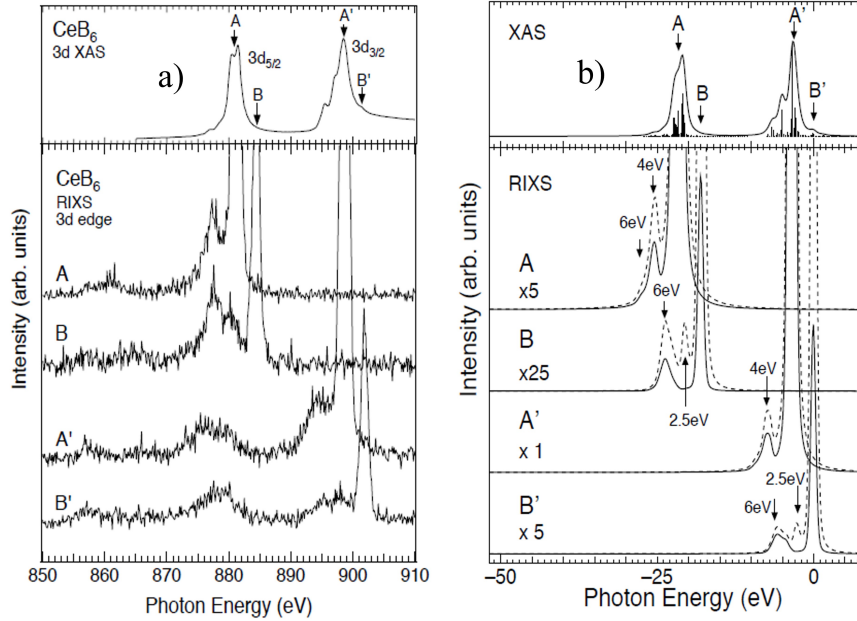 CeB6
3d XAS
a)
A
3d5/2
B
A'
3d3/2
B'
CeB6
RIXS
3d edge
A
B
A'
B'
Intensity (arb. units)
850 860 870 880 890 900 910
Photon Energy (eV)
XAS
b)
A
B
A'
B'
RIXS
4eV
6eV
A
x5
6eV
B
x25
2.5eV
A'
x 1
4eV
B'
x 5
6eV
2.5eV
Intensity (arb. units)
−50 −25 0
Photon Energy (eV)